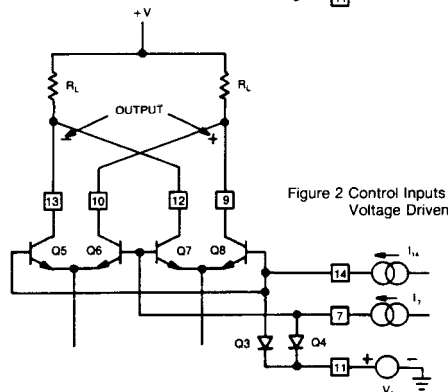 11
+V
RL RL
OUTPUT
− +
13 10 12 9
Figure 2 Control Inputs
Voltage Driven
Q5 Q6 Q7 Q8
I14
14
I7
7
Q3 Q4
11 + −